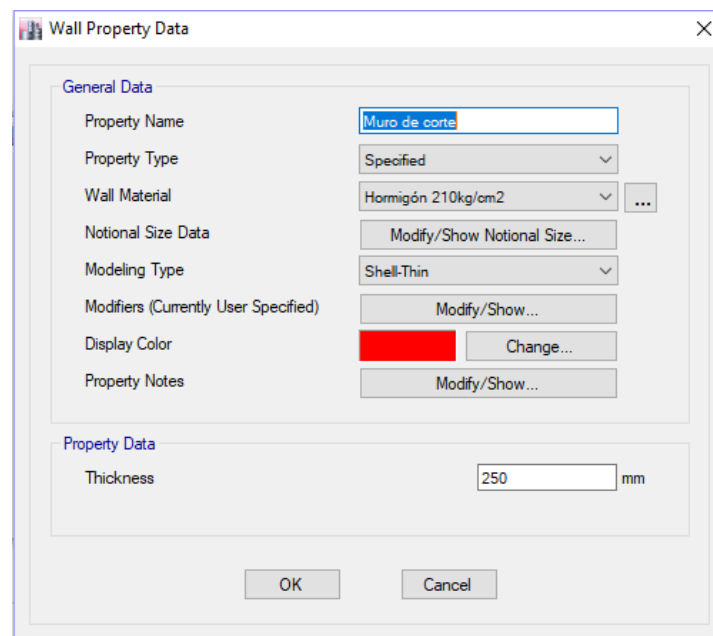 Wall Property Data
General Data
Property Name Muro de corte
Property Type Specified
Wall Material Hormigón 210kg/cm2 ...
Notional Size Data Modify/Show Notional Size...
Modeling Type Shell-Thin
Modifiers (Currently User Specified) Modify/Show...
Display Color Change...
Property Notes Modify/Show...
Property Data
Thickness 250 mm
OK Cancel